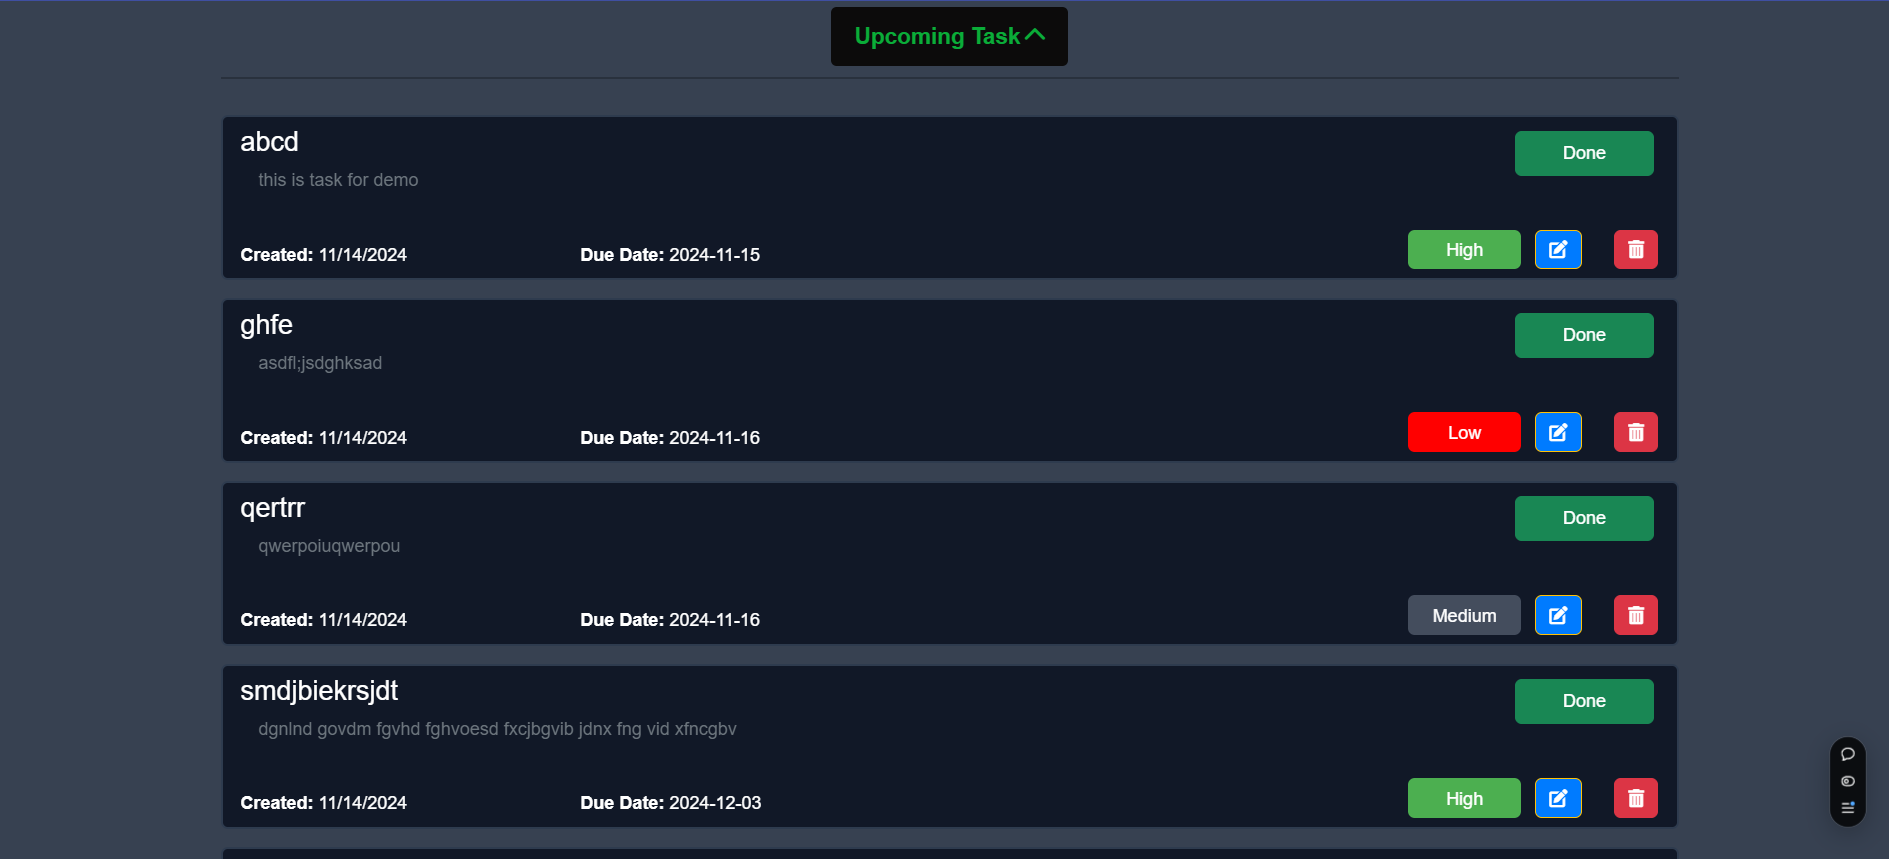 Upcoming Task
abcd
Done
this is task for demo
Created: 11/14/2024 Due Date: 2024-11-15 High
ghfe
Done
asdfl;jsdghksad
Created: 11/14/2024 Due Date: 2024-11-16 Low
qertrr
Done
qwerpoiuqwerpou
Created: 11/14/2024 Due Date: 2024-11-16 Medium
smdjbiekrsjdt
Done
dgnlnd govdm fgvhd fghvoesd fxcjbgvib jdnx fng vid xfncgbv
Created: 11/14/2024 Due Date: 2024-12-03 High